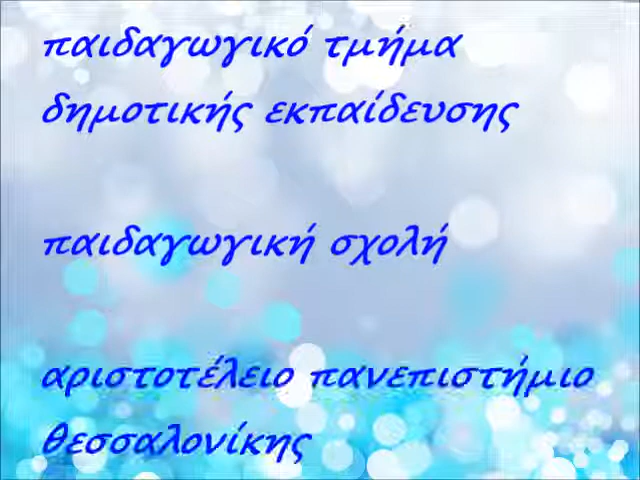 παιδαγωγικό τμήμα
δημοτικής εκπαίδευσης
παιδαγωγική σχολή
αριστοτέλειο πανεπιστήμιο
θεσσαλονίκης